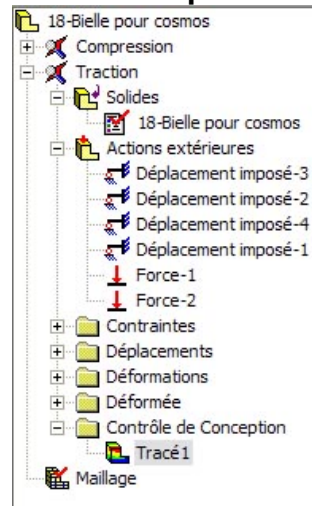 18-Bielle pour cosmos
Compression
Traction
Solides
18-Bielle pour cosmos
Actions extérieures
Déplacement imposé-3
Déplacement imposé-2
Déplacement imposé-4
Déplacement imposé-1
Force-1
Force-2
Contraintes
Déplacements
Déformations
Déformée
Contrôle de Conception
Tracé1
Maillage